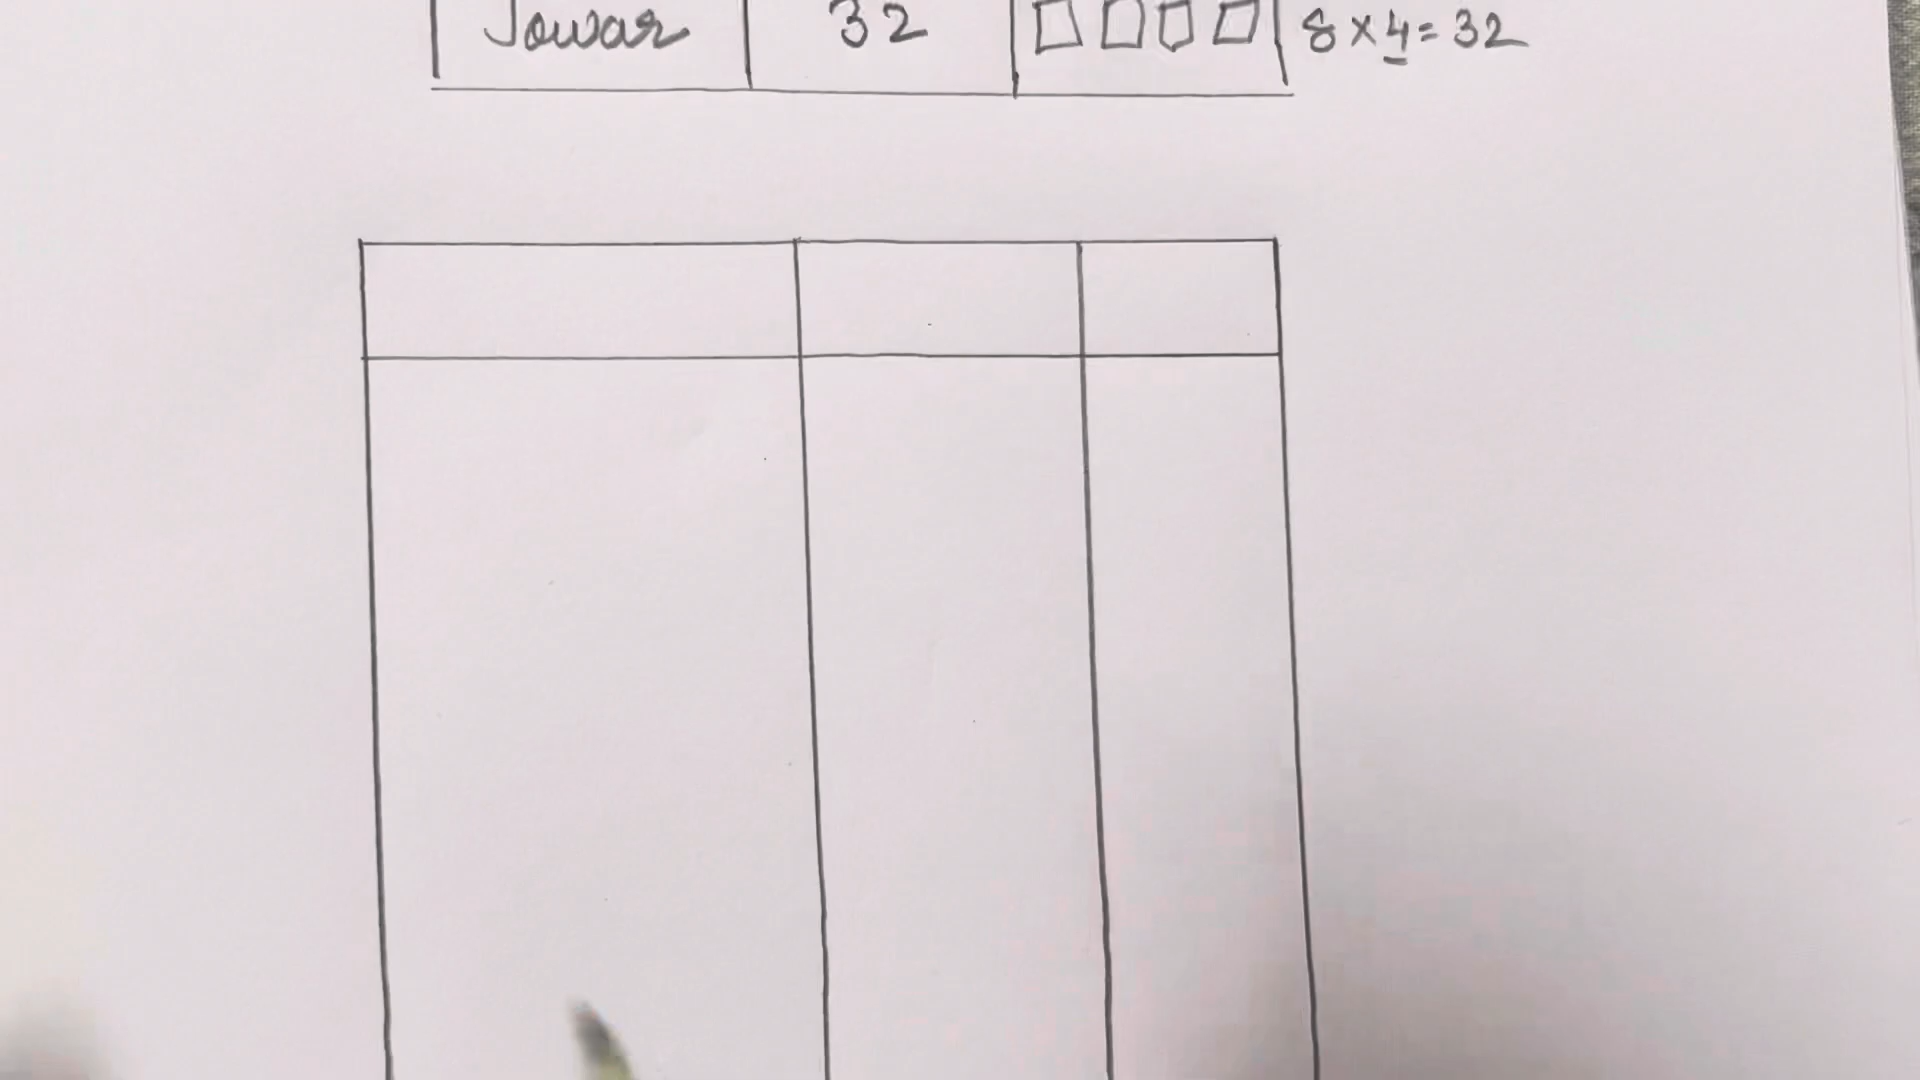 Jowar 32 □ □ □ □ 8 × 4 = 32